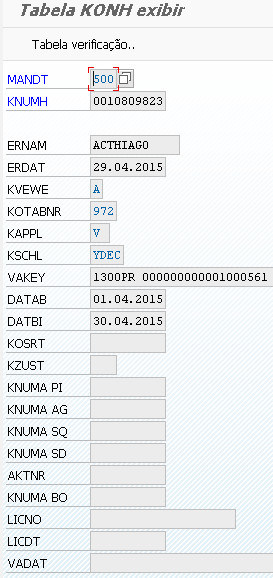 Tabela KONH exibir
Tabela verificação..
MANDT 500
KNUMH 0010809823
ERNAM ACTHIAGO
ERDAT 29.04.2015
KVEWE A
KOTABNR 972
KAPPL V
KSCHL YDEC
VAKEY 1300PR 000000000001000561
DATAB 01.04.2015
DATBI 30.04.2015
KOSRT
KZUST
KNUMA PI
KNUMA AG
KNUMA SQ
KNUMA SD
AKTNR
KNUMA BO
LICNO
LICDT
VADAT